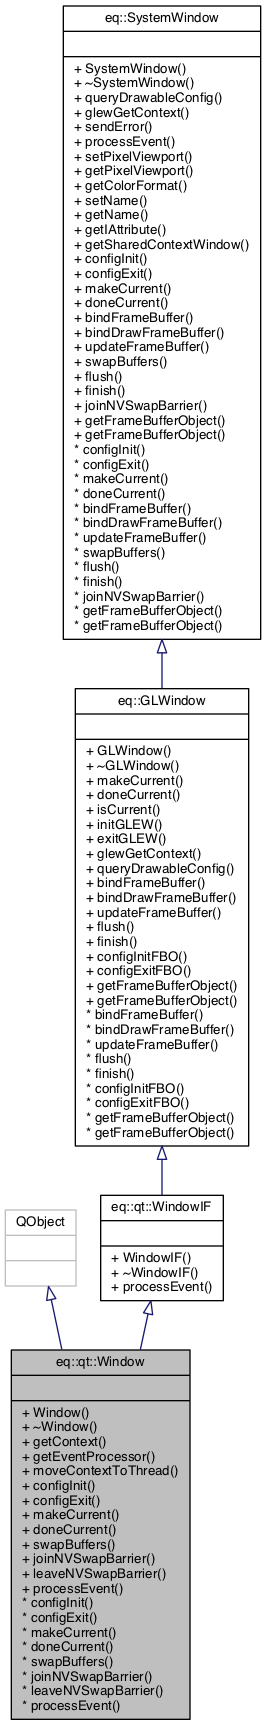 eq::SystemWindow
+ SystemWindow()
+ ~SystemWindow()
+ queryDrawableConfig()
+ glewGetContext()
+ sendError()
+ processEvent()
+ setPixelViewport()
+ getPixelViewport()
+ getColorFormat()
+ setName()
+ getName()
+ getIAttribute()
+ getSharedContextWindow()
+ configInit()
+ configExit()
+ makeCurrent()
+ doneCurrent()
+ bindFrameBuffer()
+ bindDrawFrameBuffer()
+ updateFrameBuffer()
+ swapBuffers()
+ flush()
+ finish()
+ joinNVSwapBarrier()
+ getFrameBufferObject()
+ getFrameBufferObject()
* configInit()
* configExit()
* makeCurrent()
* doneCurrent()
* bindFrameBuffer()
* bindDrawFrameBuffer()
* updateFrameBuffer()
* swapBuffers()
* flush()
* finish()
* joinNVSwapBarrier()
* getFrameBufferObject()
* getFrameBufferObject()
eq::GLWindow
+ GLWindow()
+ ~GLWindow()
+ makeCurrent()
+ doneCurrent()
+ isCurrent()
+ initGLEW()
+ exitGLEW()
+ glewGetContext()
+ queryDrawableConfig()
+ bindFrameBuffer()
+ bindDrawFrameBuffer()
+ updateFrameBuffer()
+ flush()
+ finish()
+ configInitFBO()
+ configExitFBO()
+ getFrameBufferObject()
+ getFrameBufferObject()
* bindFrameBuffer()
* bindDrawFrameBuffer()
* updateFrameBuffer()
* flush()
* finish()
* configInitFBO()
* configExitFBO()
* getFrameBufferObject()
* getFrameBufferObject()
QObject
eq::qt::WindowIF
+ WindowIF()
+ ~WindowIF()
+ processEvent()
eq::qt::Window
+ Window()
+ ~Window()
+ getContext()
+ getEventProcessor()
+ moveContextToThread()
+ configInit()
+ configExit()
+ makeCurrent()
+ doneCurrent()
+ swapBuffers()
+ joinNVSwapBarrier()
+ leaveNVSwapBarrier()
+ processEvent()
* configInit()
* configExit()
* makeCurrent()
* doneCurrent()
* swapBuffers()
* joinNVSwapBarrier()
* leaveNVSwapBarrier()
* processEvent()